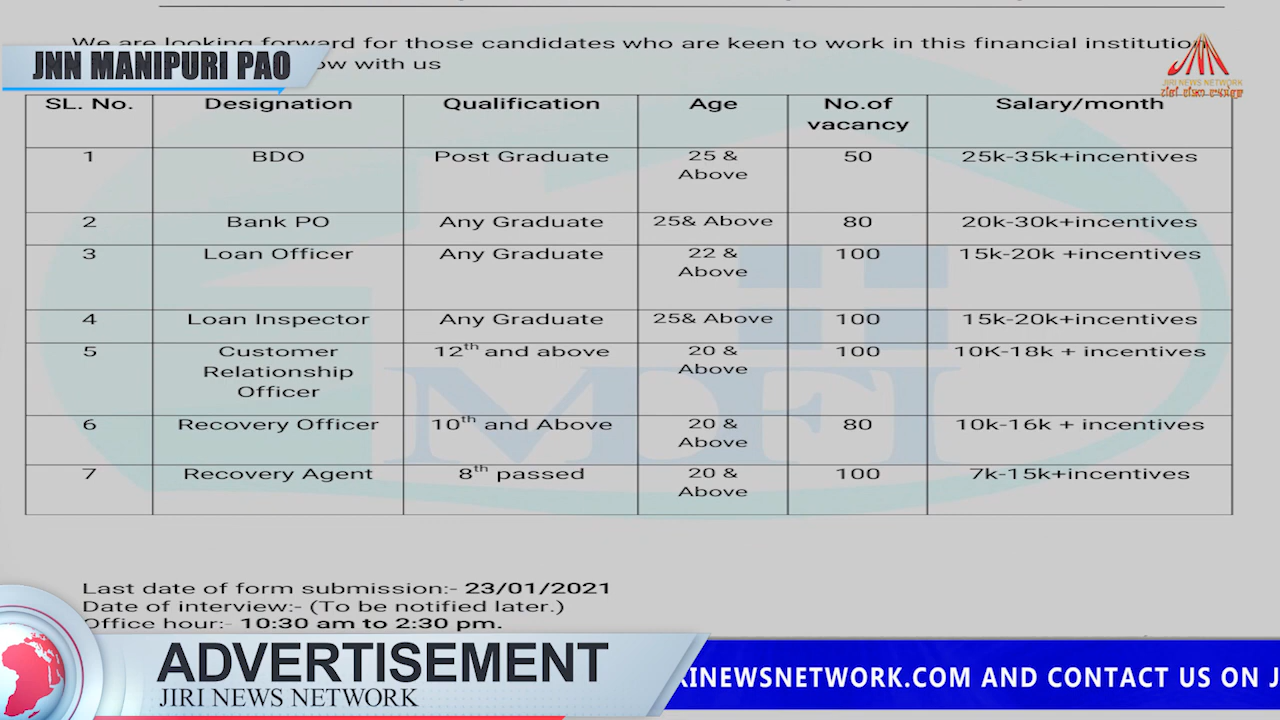 We are looking forward for those candidates who are keen to work in this financial institution
JNN MANIPURI PAO
ow with us
JIRI NEWS NETWORK
SL. No. Designation Qualification Age No.of vacancy Salary/month
1 BDO Post Graduate 25 & Above 50 25k-35k+incentives
2 Bank PO Any Graduate 25& Above 80 20k-30k+incentives
3 Loan Officer Any Graduate 22 & Above 100 15k-20k +incentives
4 Loan Inspector Any Graduate 25& Above 100 15k-20k+incentives
5 Customer Relationship Officer 12th and above 20 & Above 100 10K-18k + incentives
6 Recovery Officer 10th and Above 20 & Above 80 10k-16k + incentives
7 Recovery Agent 8th passed 20 & Above 100 7k-15k+incentives
MDFI
Last date of form submission:- 23/01/2021
Date of interview:- (To be notified later.)
Office hour:- 10:30 am to 2:30 pm.
ADVERTISEMENT
JIRI NEWS NETWORK
RINEWSNETWORK.COM AND CONTACT US ON J